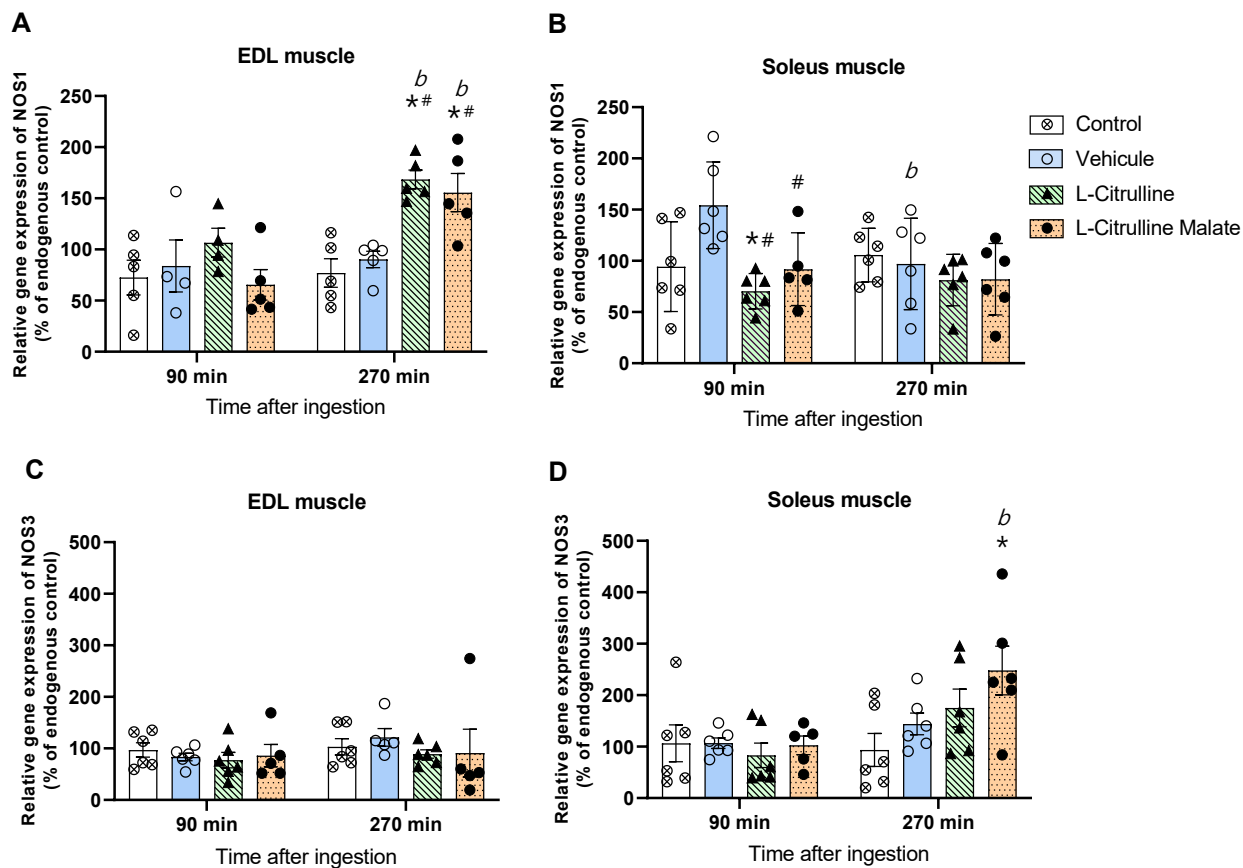 A
EDL muscle
Relative gene expression of NOS1
(% of endogenous control)
250
200
150
100
50
0
b
*#
b
*#
90 min
270 min
Time after ingestion
B
Soleus muscle
Relative gene expression of NOS1
(% of endogenous control)
250
200
150
100
50
0
*#
#
b
90 min
270 min
Time after ingestion
Control
Vehicule
L-Citrulline
L-Citrulline Malate
C
EDL muscle
Relative gene expression of NOS3
(% of endogenous control)
500
400
300
200
100
0
90 min
270 min
Time after ingestion
D
Soleus muscle
Relative gene expression of NOS3
(% of endogenous control)
500
400
300
200
100
0
b
*
90 min
270 min
Time after ingestion